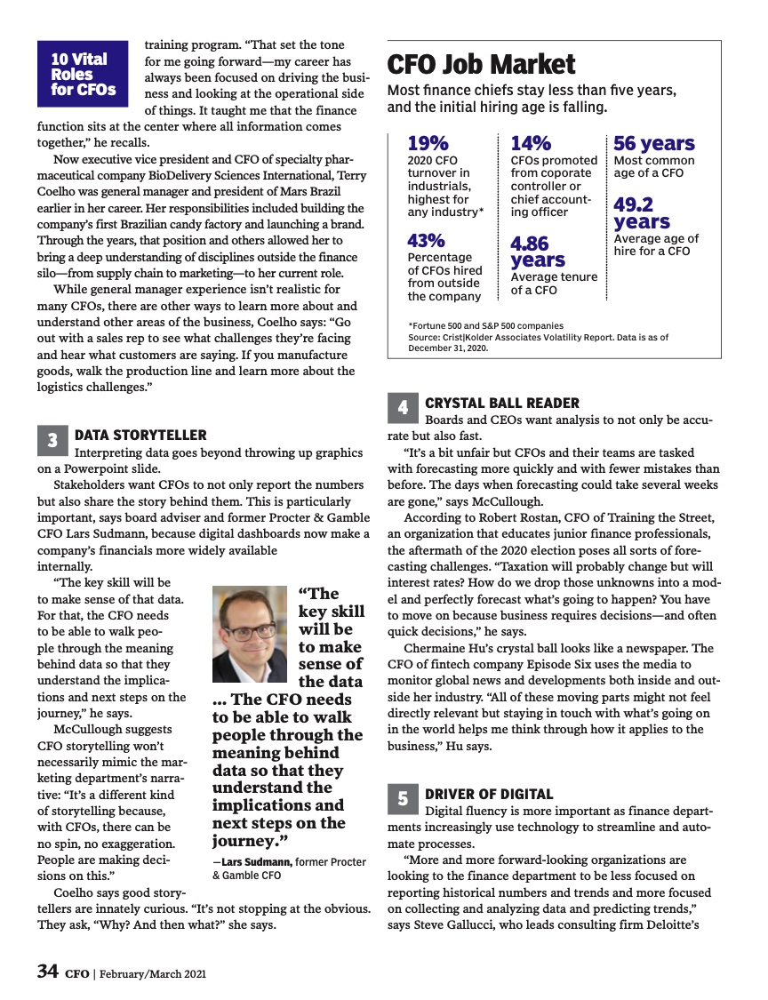 10 Vital
Roles
for CFOs
training program. “That set the tone
for me going forward—my career has
always been focused on driving the busi-
ness and looking at the operational side
of things. It taught me that the finance
function sits at the center where all information comes
together,” he recalls.
Now executive vice president and CFO of specialty phar-
maceutical company BioDelivery Sciences International, Terry
Coelho was general manager and president of Mars Brazil
earlier in her career. Her responsibilities included building the
company’s first Brazilian candy factory and launching a brand.
Through the years, that position and others allowed her to
bring a deep understanding of disciplines outside the finance
silo—from supply chain to marketing—to her current role.
While general manager experience isn’t realistic for
many CFOs, there are other ways to learn more about and
understand other areas of the business, Coelho says: “Go
out with a sales rep to see what challenges they’re facing
and hear what customers are saying. If you manufacture
goods, walk the production line and learn more about the
logistics challenges.”
3 DATA STORYTELLER
Interpreting data goes beyond throwing up graphics
on a Powerpoint slide.
Stakeholders want CFOs to not only report the numbers
but also share the story behind them. This is particularly
important, says board adviser and former Procter & Gamble
CFO Lars Sudmann, because digital dashboards now make a
company’s financials more widely available
internally.
“The key skill will be
to make sense of that data.
For that, the CFO needs
to be able to walk peo-
ple through the meaning
behind data so that they
understand the implica-
tions and next steps on the
journey,” he says.
McCullough suggests
CFO storytelling won’t
necessarily mimic the mar-
keting department’s narra-
tive: “It’s a different kind
of storytelling because,
with CFOs, there can be
no spin, no exaggeration.
People are making deci-
sions on this.”
Coelho says good story-
tellers are innately curious. “It’s not stopping at the obvious.
They ask, “Why? And then what?” she says.
“The
key skill
will be
to make
sense of
the data
... The CFO needs
to be able to walk
people through the
meaning behind
data so that they
understand the
implications and
next steps on the
journey.”
—Lars Sudmann, former Procter
& Gamble CFO
CFO Job Market
Most finance chiefs stay less than five years,
and the initial hiring age is falling.
19%
2020 CFO
turnover in
industrials,
highest for
any industry*
43%
Percentage
of CFOs hired
from outside
the company
14%
CFOs promoted
from coporate
controller or
chief account-
ing officer
4.86
years
Average tenure
of a CFO
56 years
Most common
age of a CFO
49.2
years
Average age of
hire for a CFO
*Fortune 500 and S&P 500 companies
Source: Crist|Kolder Associates Volatility Report. Data is as of
December 31, 2020.
4 CRYSTAL BALL READER
Boards and CEOs want analysis to not only be accu-
rate but also fast.
“It’s a bit unfair but CFOs and their teams are tasked
with forecasting more quickly and with fewer mistakes than
before. The days when forecasting could take several weeks
are gone,” says McCullough.
According to Robert Rostan, CFO of Training the Street,
an organization that educates junior finance professionals,
the aftermath of the 2020 election poses all sorts of fore-
casting challenges. “Taxation will probably change but will
interest rates? How do we drop those unknowns into a mod-
el and perfectly forecast what’s going to happen? You have
to move on because business requires decisions—and often
quick decisions,” he says.
Chermaine Hu’s crystal ball looks like a newspaper. The
CFO of fintech company Episode Six uses the media to
monitor global news and developments both inside and out-
side her industry. “All of these moving parts might not feel
directly relevant but staying in touch with what’s going on
in the world helps me think through how it applies to the
business,” Hu says.
5 DRIVER OF DIGITAL
Digital fluency is more important as finance depart-
ments increasingly use technology to streamline and auto-
mate processes.
“More and more forward-looking organizations are
looking to the finance department to be less focused on
reporting historical numbers and trends and more focused
on collecting and analyzing data and predicting trends,”
says Steve Gallucci, who leads consulting firm Deloitte’s
34 CFO | February/March 2021